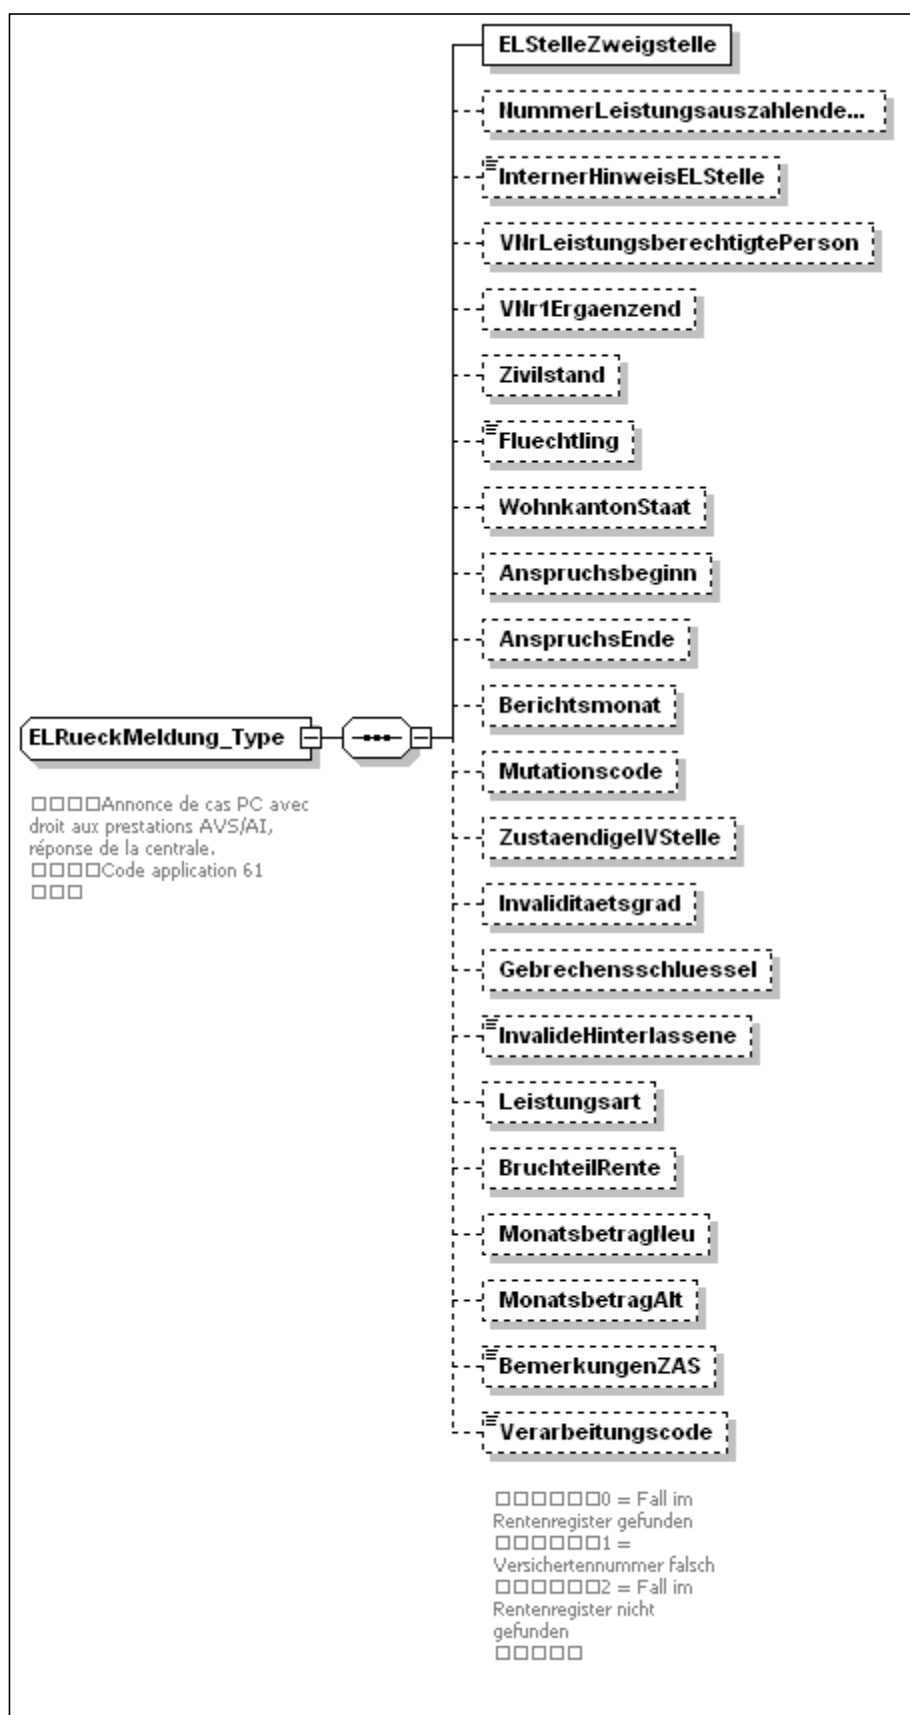 ELStelleZweigstelle
NummerLeistungsauszahlende...
InternerHinweisELStelle
VNrLeistungsberechtigtePerson
VNr1Ergaenzend
Zivilstand
Fluechtling
WohnkantonStaat
Anspruchsbeginn
AnspruchsEnde
Berichtsmonat
ELRueckMeldung_Type
Mutationscode
□□□□Annonce de cas PC avec
droit aux prestations AVS/AI,
réponse de la centrale.
□□□□Code application 61
□□□
ZustaendigeIVStelle
Invaliditaetsgrad
Gebrechensschluessel
InvalideHinterlassene
Leistungsart
BruchteilRente
MonatsbetragNeu
MonatsbetragAlt
BemerkungenZAS
Verarbeitungscode
□□□□□□0 = Fall im
Rentenregister gefunden
□□□□□□1 =
Versichertennummer falsch
□□□□□□2 = Fall im
Rentenregister nicht
gefunden
□□□□□